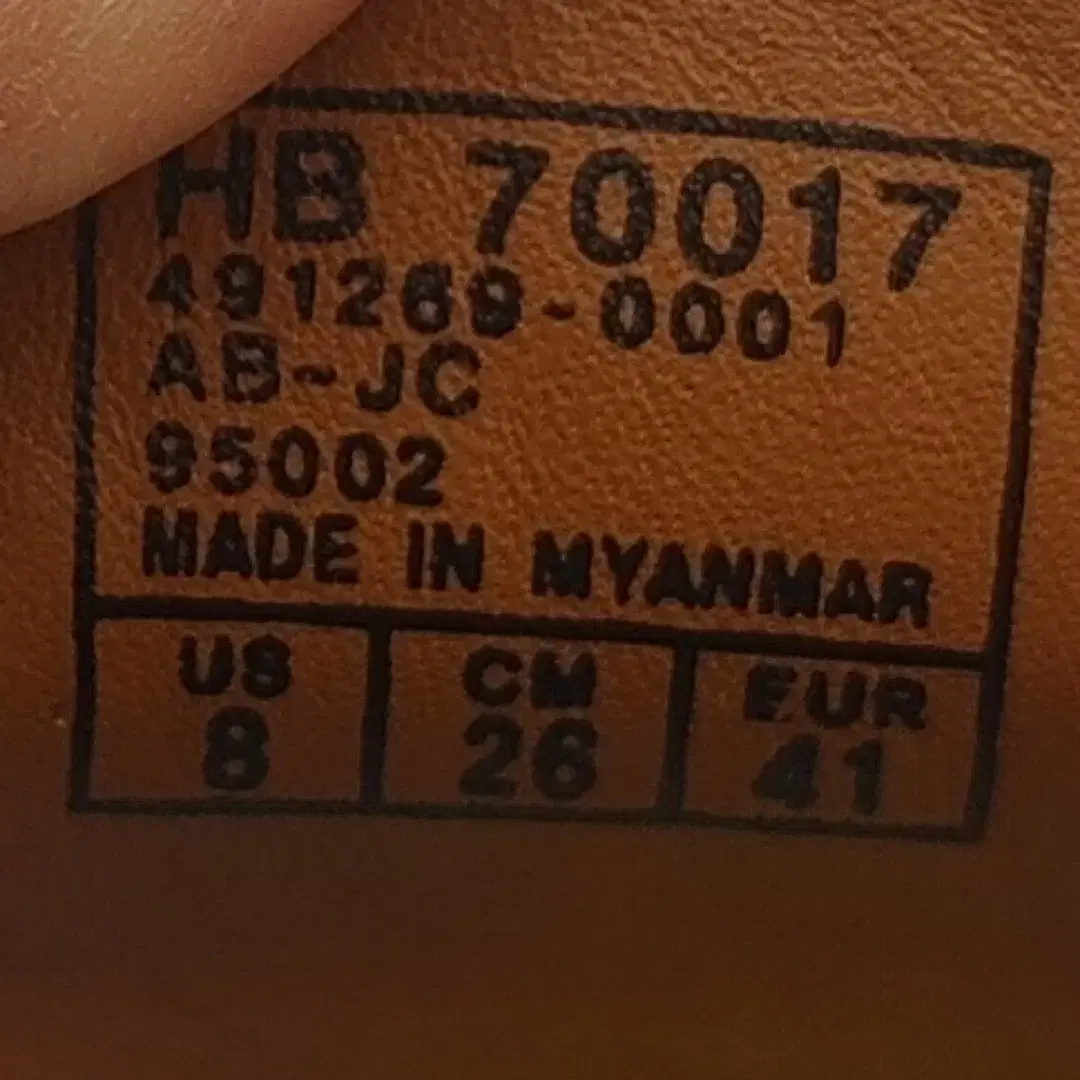 HB 70017
491269-0001
AB-JC
95002
MADE IN MYANMAR
US CM EUR
8 26 41